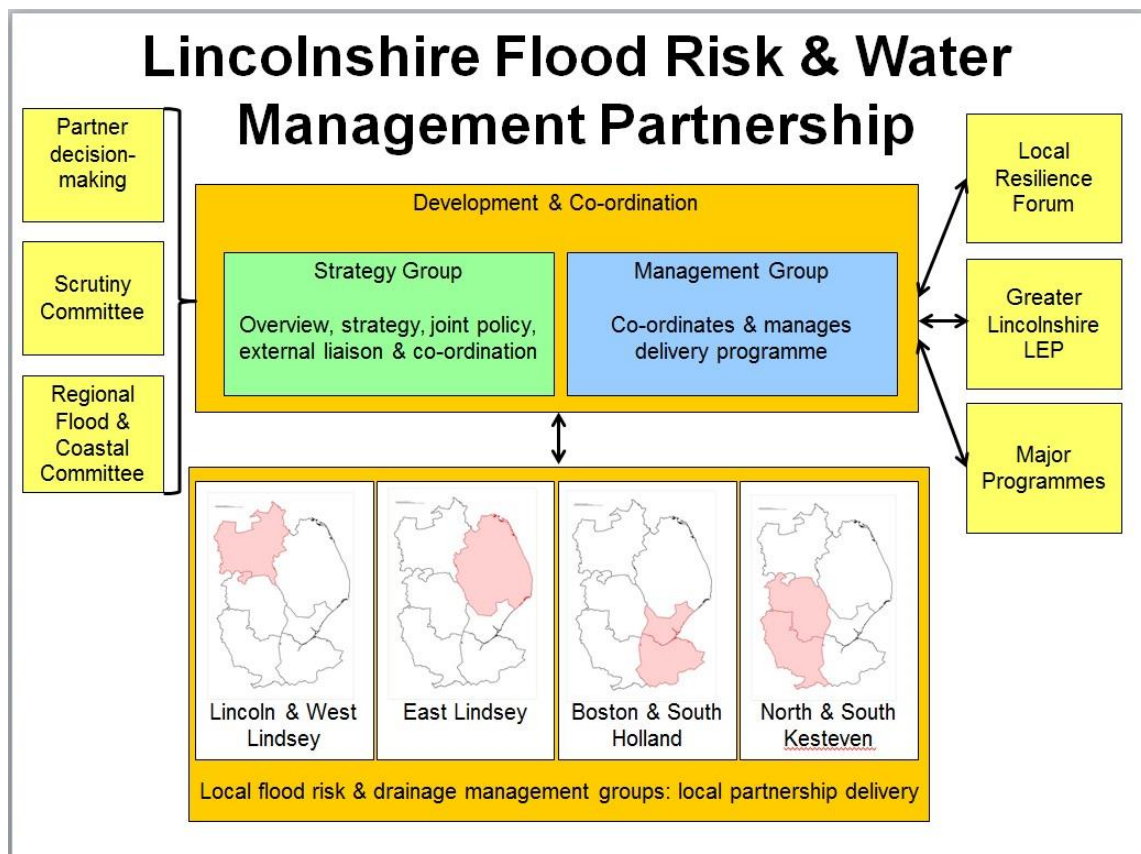 Lincolnshire Flood Risk & Water
Management Partnership
Partner
decision-
making
Scrutiny
Committee
Regional
Flood &
Coastal
Committee
Development & Co-ordination
Strategy Group
Overview, strategy, joint policy,
external liaison & co-ordination
Management Group
Co-ordinates & manages
delivery programme
Local
Resilience
Forum
Greater
Lincolnshire
LEP
Major
Programmes
Lincoln & West
Lindsey
East Lindsey
Boston & South
Holland
North & South
Kesteven
Local flood risk & drainage management groups: local partnership delivery